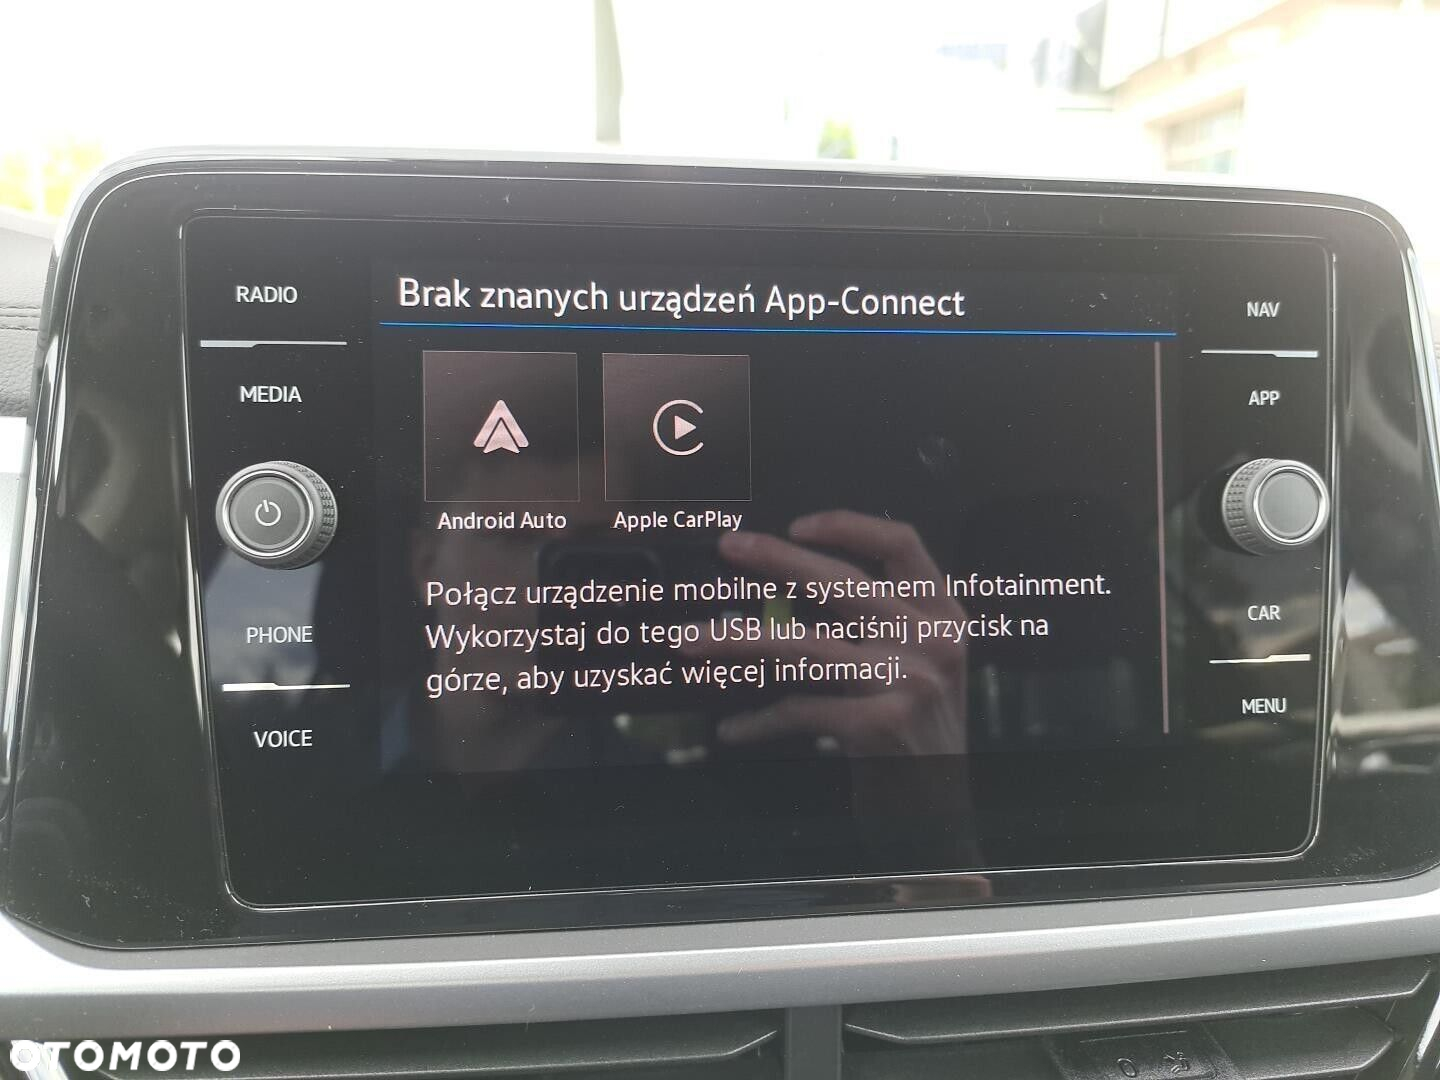 RADIO
MEDIA
PHONE
VOICE
Brak znanych urządzeń App-Connect
Android Auto
Apple CarPlay
Połącz urządzenie mobilne z systemem Infotainment.
Wykorzystaj do tego USB lub naciśnij przycisk na
górze, aby uzyskać więcej informacji.
NAV
APP
CAR
MENU
0
OTOMOTO